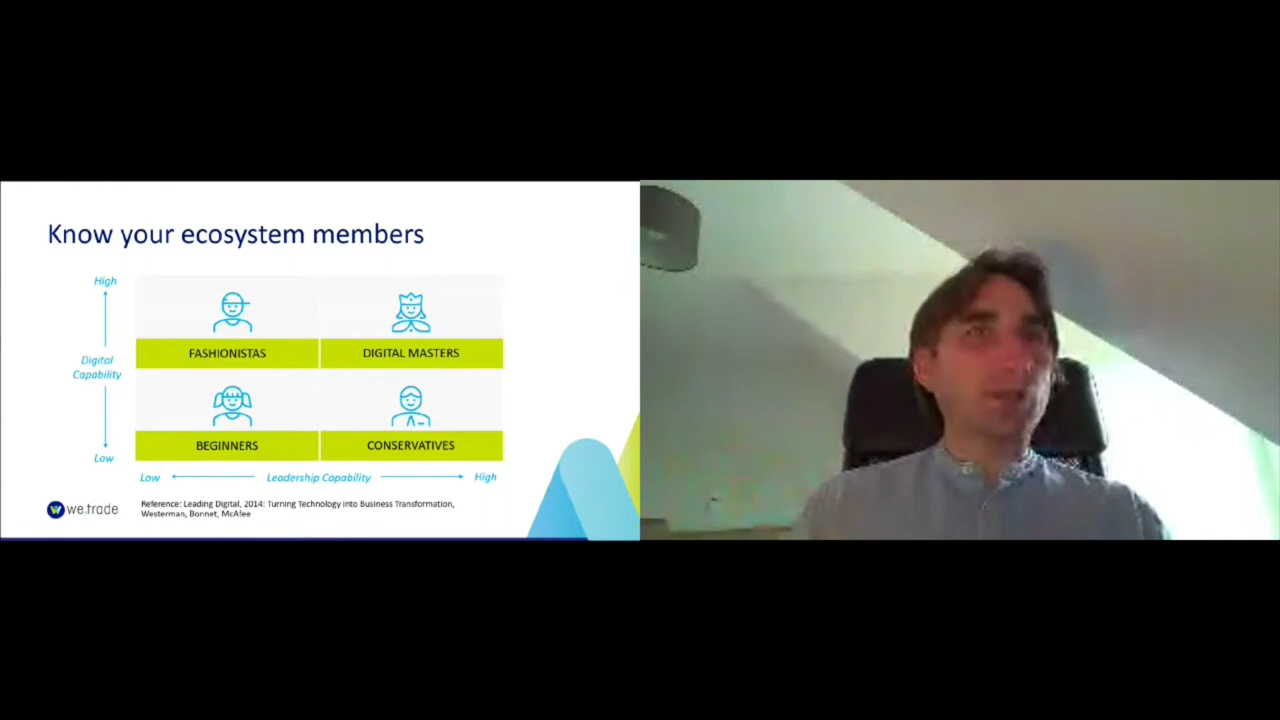 Know your ecosystem members
High
FASHIONISTAS
DIGITAL MASTERS
Digital
Capability
BEGINNERS
CONSERVATIVES
Low
Low
Leadership Capability
High
we.trade
Reference: Leading Digital, 2014: Turning Technology into Business Transformation,
Westerman, Bonnet, McAfee